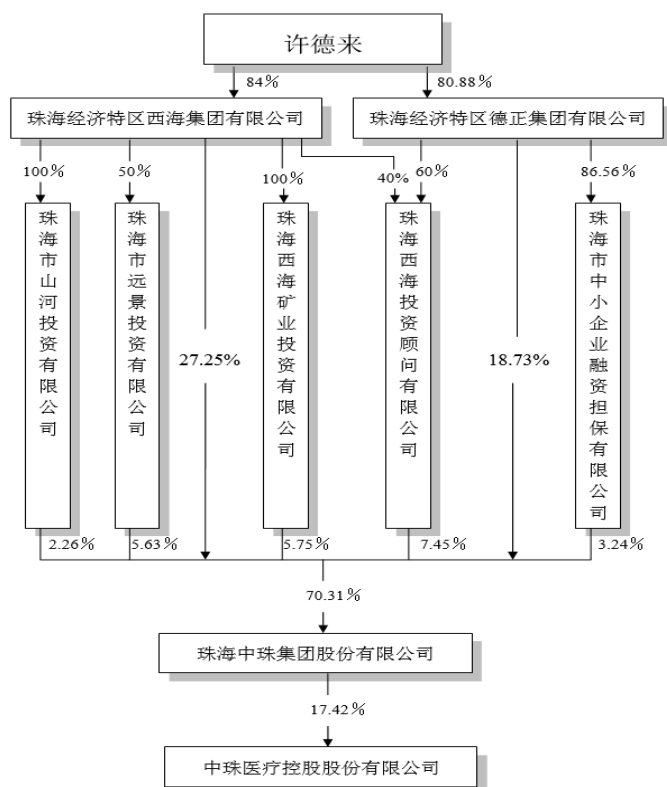 许德来
84%
80.88%
珠海经济特区西海集团有限公司
珠海经济特区德正集团有限公司
100%
50%
100%
40%
60%
86.56%
珠海市山河投资有限公司
珠海市远景投资有限公司
27.25%
珠海西海矿业投资有限公司
珠海西海投资顾问有限公司
18.73%
珠海市中小企业融资担保有限公司
2.26%
5.63%
5.75%
7.45%
3.24%
70.31%
珠海中珠集团股份有限公司
17.42%
中珠医疗控股股份有限公司